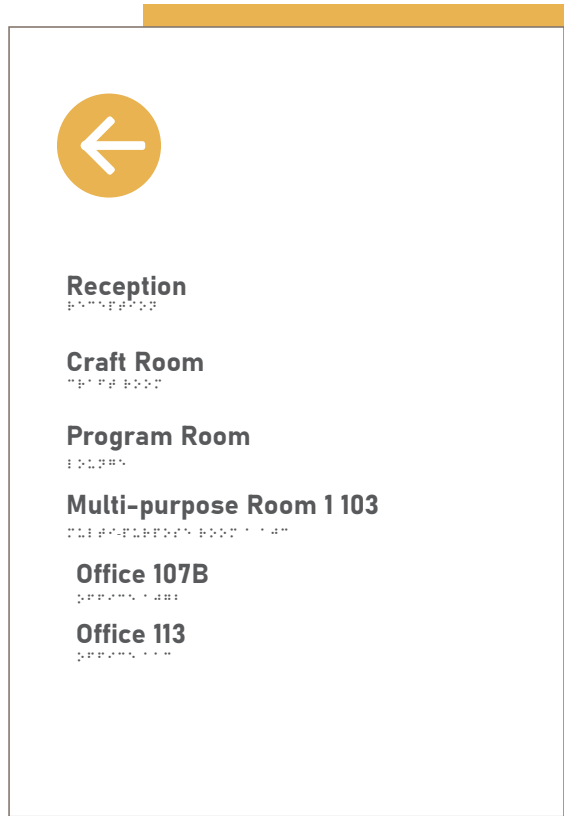 Reception
⠗⠑⠉⠑⠏⠞⠊⠕⠝
Craft Room
⠉⠗⠁⠋⠞ ⠗⠕⠕⠍
Program Room
⠇⠕⠥⠝⠛⠑
Multi-purpose Room 1 103
⠍⠥⠇⠞⠊⠤⠏⠥⠗⠏⠕⠎⠑ ⠗⠕⠕⠍ ⠁ ⠁⠚⠉
Office 107B
⠕⠋⠋⠊⠉⠑ ⠁⠚⠛⠃
Office 113
⠕⠋⠋⠊⠉⠑ ⠁⠁⠉